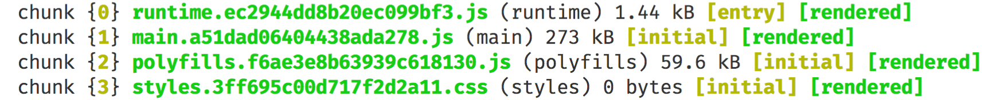 chunk {0} runtime.ec2944dd8b20ec099bf3.js (runtime) 1.44 kB [entry] [rendered]
chunk {1} main.a51dad06404438ada278.js (main) 273 kB [initial] [rendered]
chunk {2} polyfills.f6ae3e8b63939c618130.js (polyfills) 59.6 kB [initial] [rendered]
chunk {3} styles.3ff695c00d717f2d2a11.css (styles) 0 bytes [initial] [rendered]